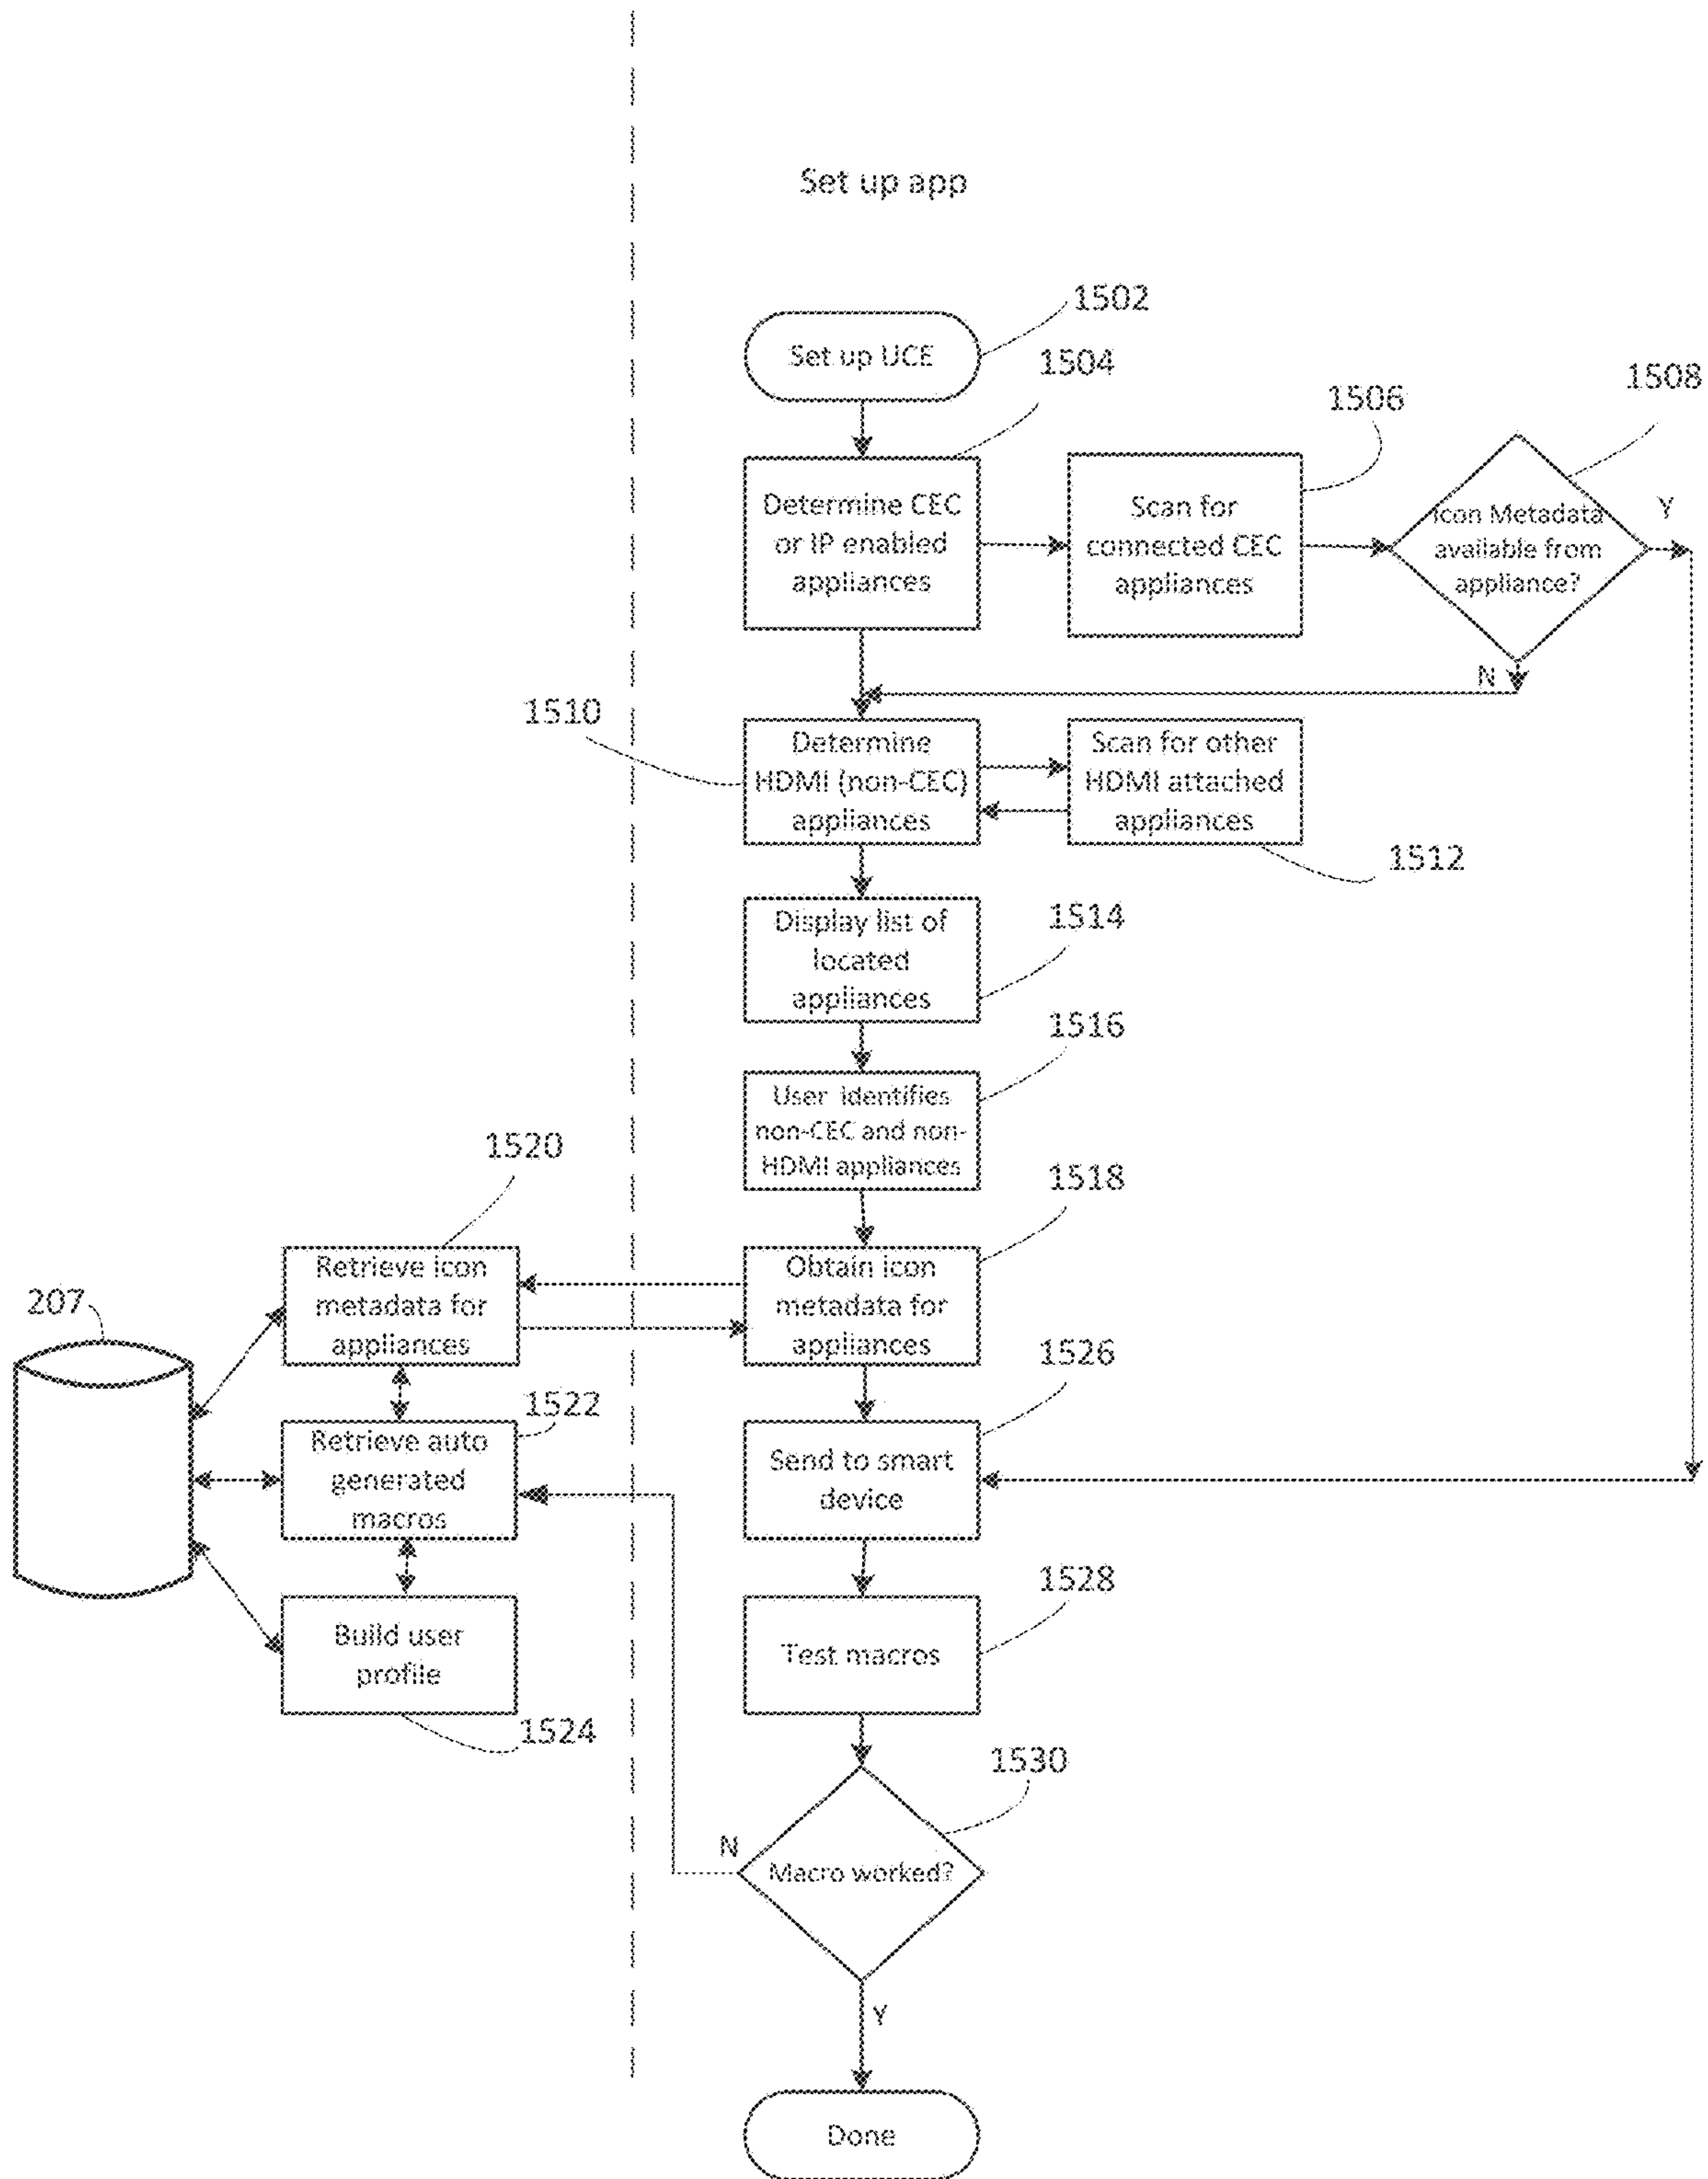 Set up app
1502
Set up UCE
1504
1506
1508
Determine CEC
or IP enabled
appliances
Scan for
connected CEC
appliances
Icon Metadata
available from
appliance?
Y
N
1510
Determine
HDMI (non-CEC)
appliances
Scan for other
HDMI attached
appliances
1512
Display list of
located
appliances
1514
1516
User identifies
non-CEC and non-
HDMI appliances
1520
1518
Retrieve icon
metadata for
appliances
Obtain icon
metadata for
appliances
207
1526
1522
Retrieve auto
generated
macros
Send to smart
device
1528
Build user
profile
Test macros
1524
1530
N
Macro worked?
Y
Done